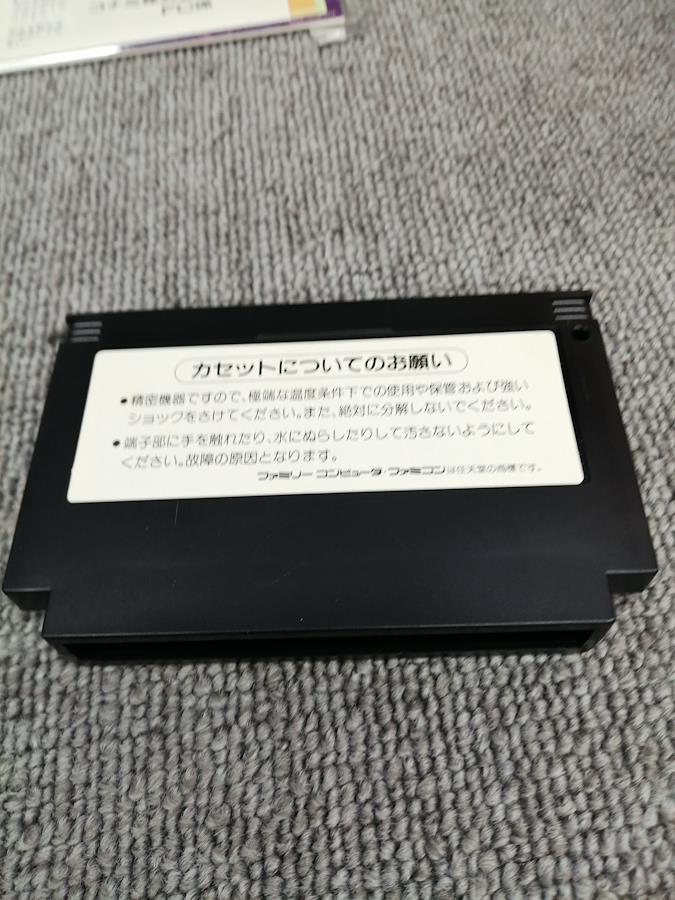 コナミ
カセットについてのお願い
●精密機器ですので、極端な温度条件下での使用や保管および強い
ショックをさけてください。また、絶対に分解しないでください。
●端子部に手を触れたり、水にぬらしたりして汚さないようにして
ください。故障の原因となります。
ファミリー コンピュータ・ファミコンは任天堂の商標です。